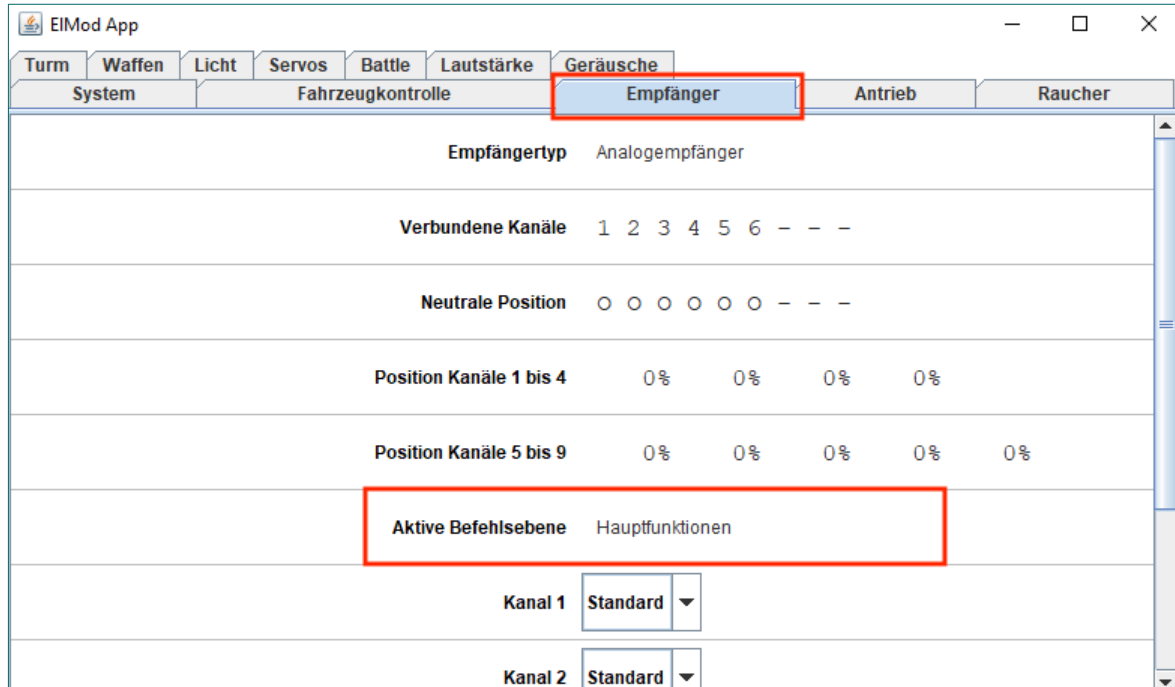 ElMod App
Turm Waffen Licht Servos Battle Lautstärke Geräusche
System Fahrzeugkontrolle Empfänger Antrieb Raucher
Empfängertyp Analogempfänger
Verbundene Kanäle 1 2 3 4 5 6 – – –
Neutrale Position O O O O O O – – –
Position Kanäle 1 bis 4 0% 0% 0% 0%
Position Kanäle 5 bis 9 0% 0% 0% 0% 0%
Aktive Befehlsebene Hauptfunktionen
Kanal 1 Standard
Kanal 2 Standard